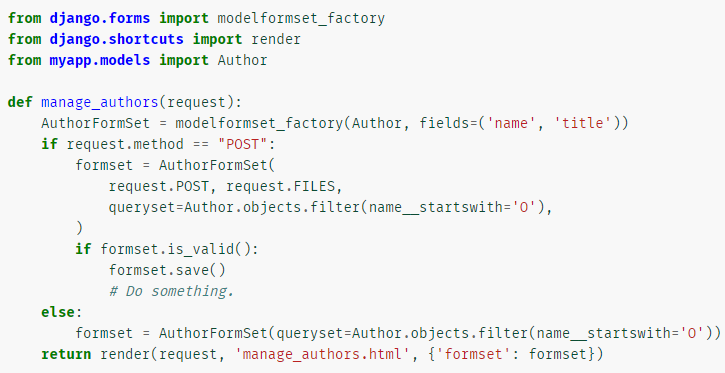 from django.forms import modelformset_factory
from django.shortcuts import render
from myapp.models import Author

def manage_authors(request):
    AuthorFormSet = modelformset_factory(Author, fields=('name', 'title'))
    if request.method == "POST":
        formset = AuthorFormSet(
            request.POST, request.FILES,
            queryset=Author.objects.filter(name__startswith='O'),
        )
        if formset.is_valid():
            formset.save()
            # Do something.
    else:
        formset = AuthorFormSet(queryset=Author.objects.filter(name__startswith='O'))
    return render(request, 'manage_authors.html', {'formset': formset})